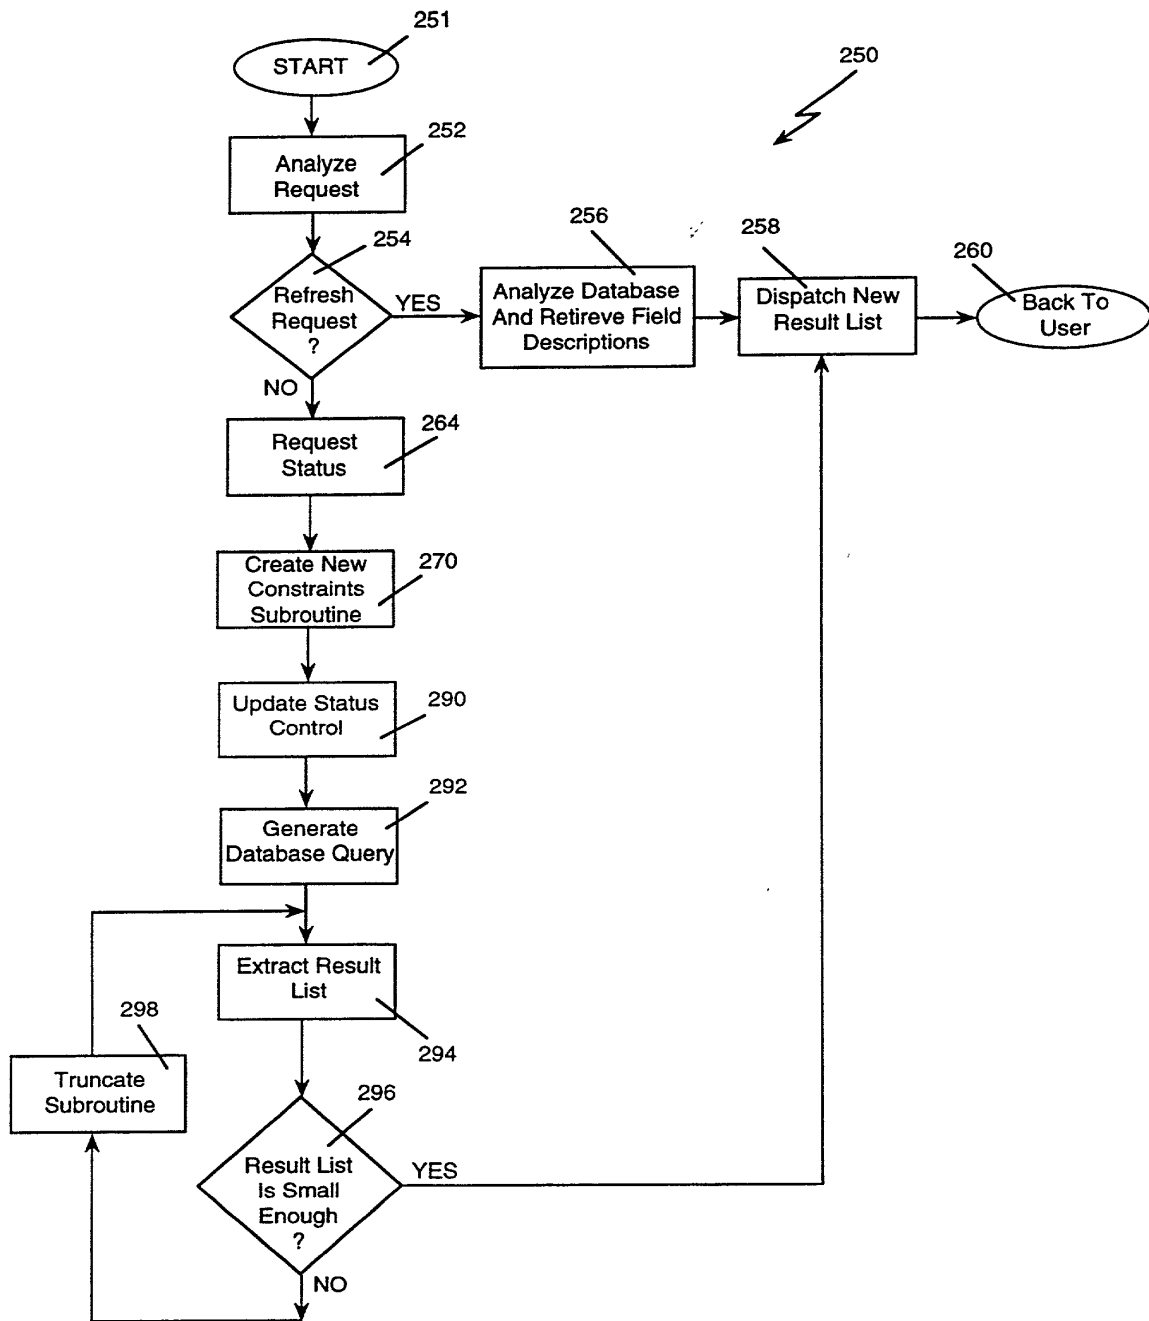 251
START
250
252
Analyze
Request
254
Refresh
Request
?
YES
NO
256
Analyze Database
And Retireve Field
Descriptions
258
Dispatch New
Result List
260
Back To
User
264
Request
Status
270
Create New
Constraints
Subroutine
290
Update Status
Control
292
Generate
Database Query
Extract Result
List
294
298
Truncate
Subroutine
296
Result List
Is Small
Enough
?
YES
NO